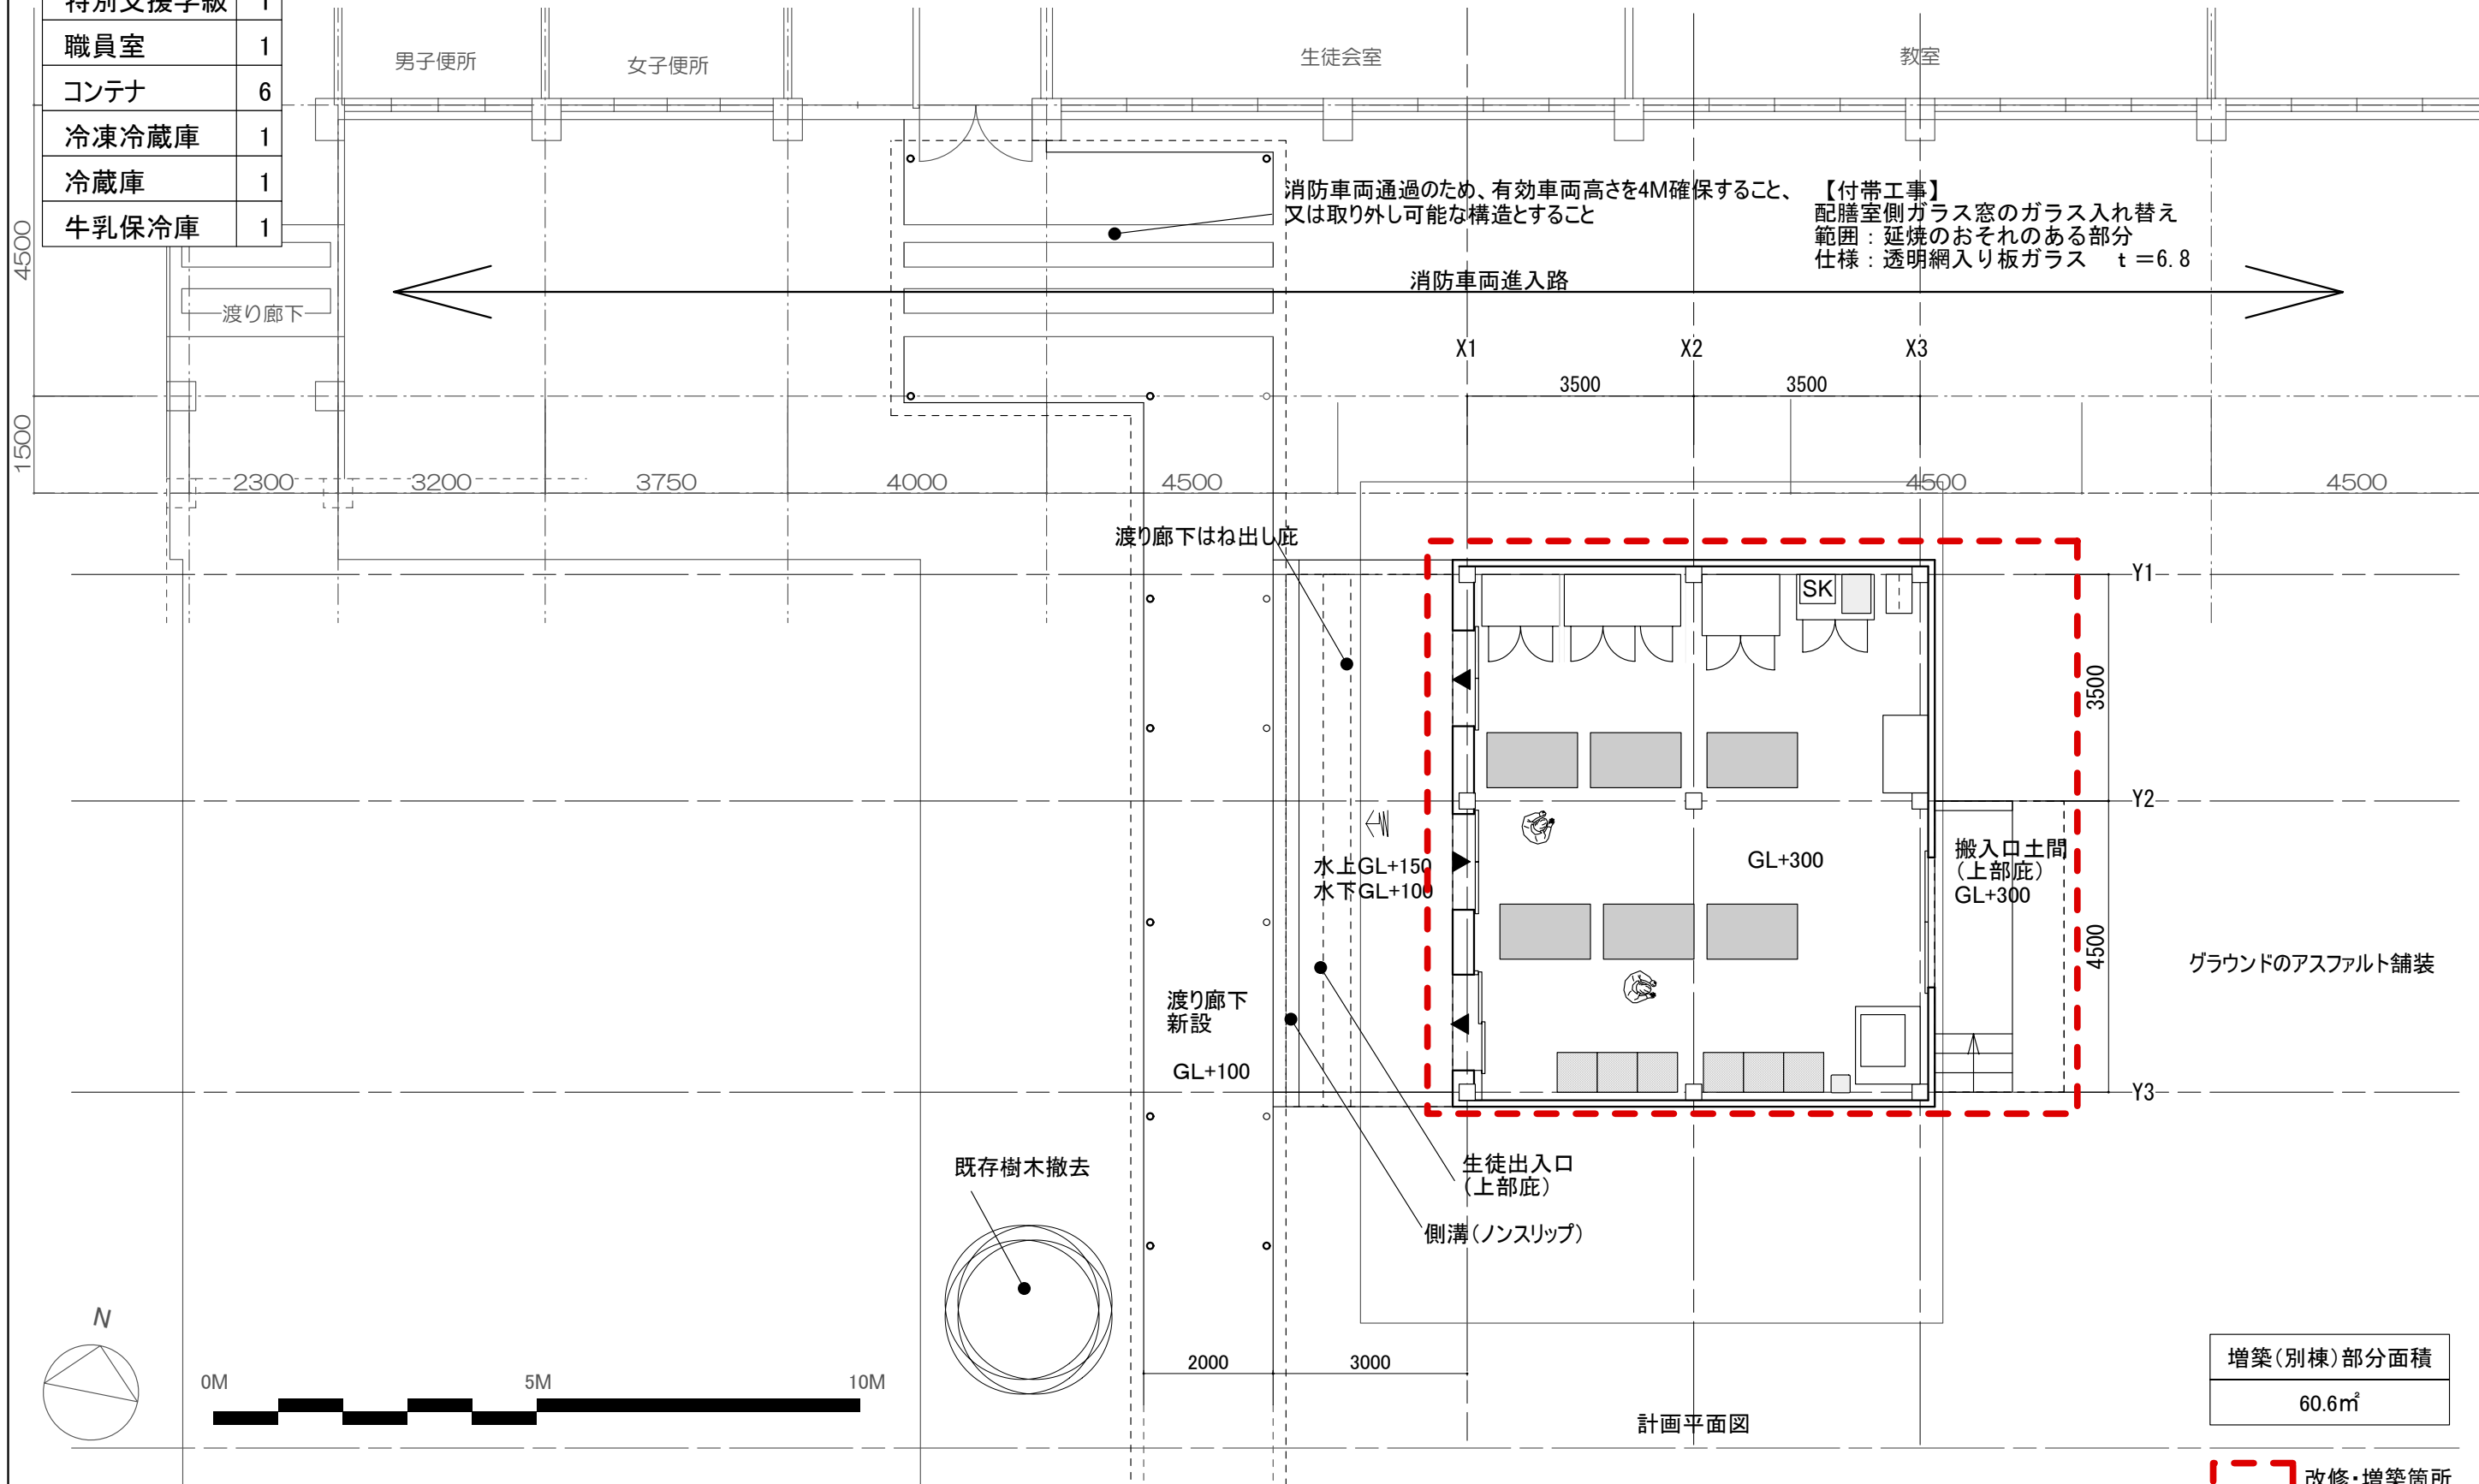 特別支援学級 1
職員室 1
コンテナ 6
冷凍冷蔵庫 1
冷蔵庫 1
牛乳保冷庫 1
男子便所
女子便所
生徒会室
教室
消防車両通過のため、有効車両高さを4M確保すること、
又は取り外し可能な構造とすること
【付帯工事】
配膳室側ガラス窓のガラス入れ替え
範囲：延焼のおそれのある部分
仕様：透明網入り板ガラス　t＝6.8
消防車両進入路
渡り廊下
4500
1500
X1
X2
X3
3500
3500
2300
3200
3750
4000
4500
4500
4500
渡り廊下はね出し庇
SK
Y1
3500
Y2
水上GL+150
水下GL+100
GL+300
搬入口土間
（上部庇）
GL+300
4500
グラウンドのアスファルト舗装
渡り廊下
新設
GL+100
Y3
既存樹木撤去
生徒出入口
（上部庇）
側溝（ノンスリップ）
N
0M
5M
10M
2000
3000
計画平面図
増築（別棟）部分面積
60.6㎡
改修・増築箇所